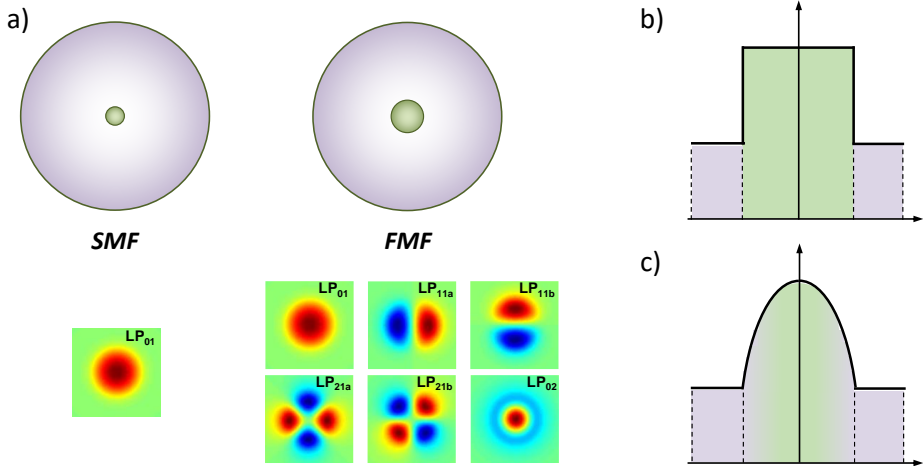 a)
SMF
FMF
LP01
LP01
LP11a
LP11b
LP21a
LP21b
LP02
b)
c)